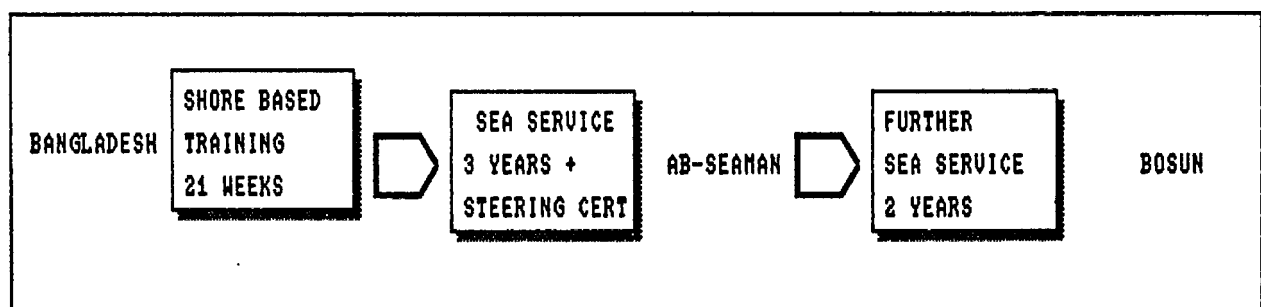 BANGLADESH
SHORE BASED
TRAINING
21 WEEKS
SEA SERVICE
3 YEARS +
STEERING CERT
AB-SEAMAN
FURTHER
SEA SERVICE
2 YEARS
BOSUN